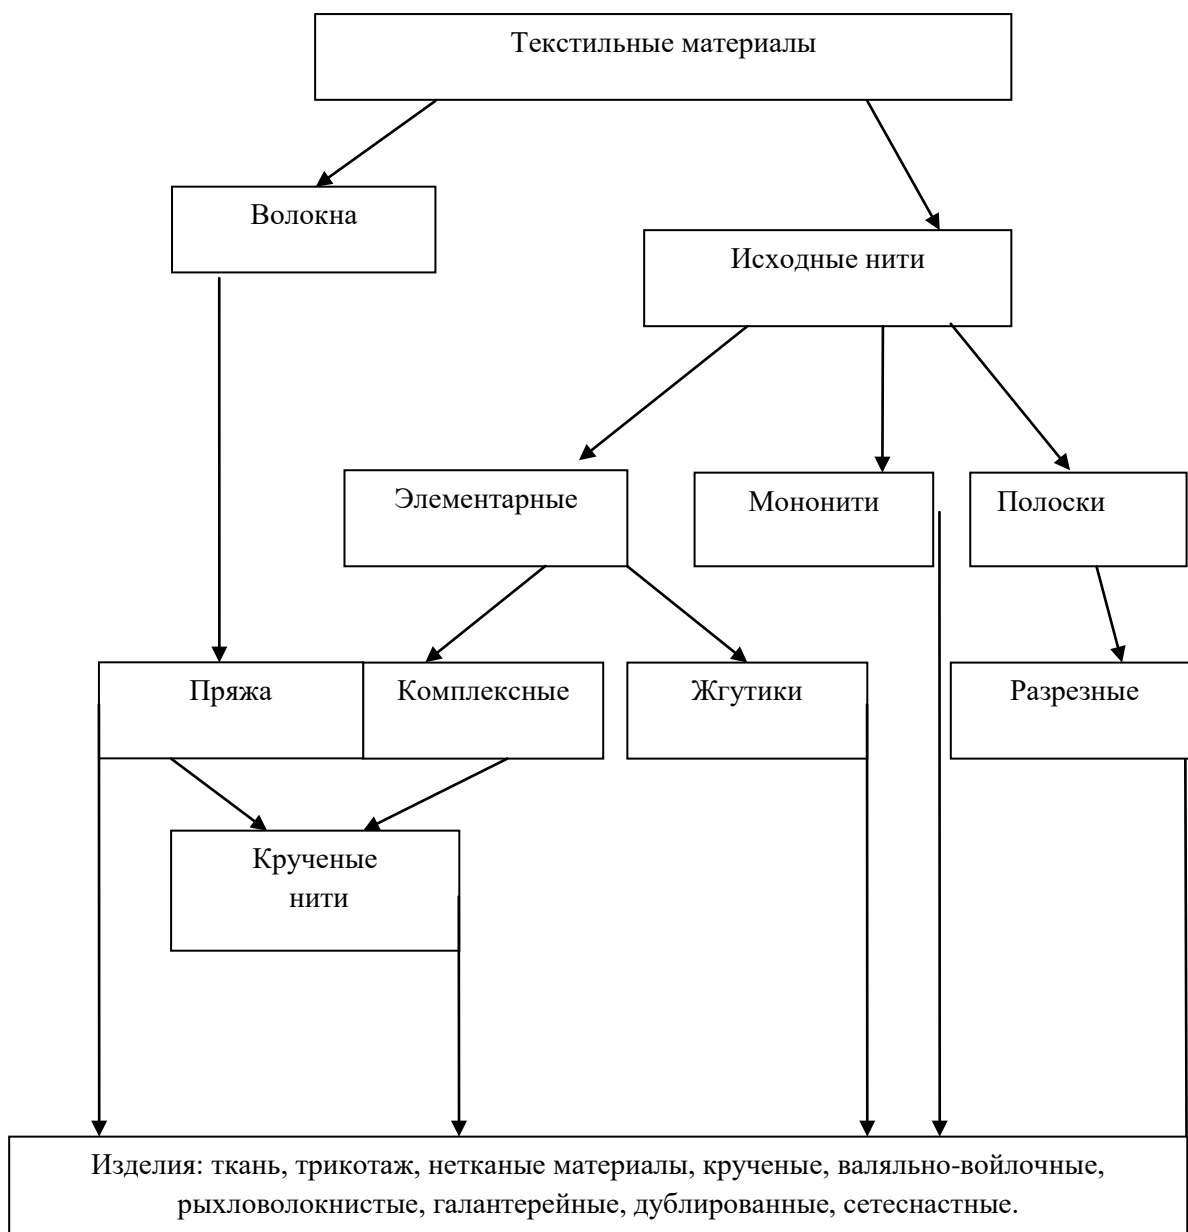 Текстильные материалы
Волокна
Исходные нити
Элементарные
Мононити
Полоски
Пряжа
Комплексные
Жгутики
Разрезные
Крученые
нити
Изделия: ткань, трикотаж, нетканые материалы, крученые, валяльно-войлочные,
рыхловолокнистые, галантерейные, дублированные, сетеснастные.